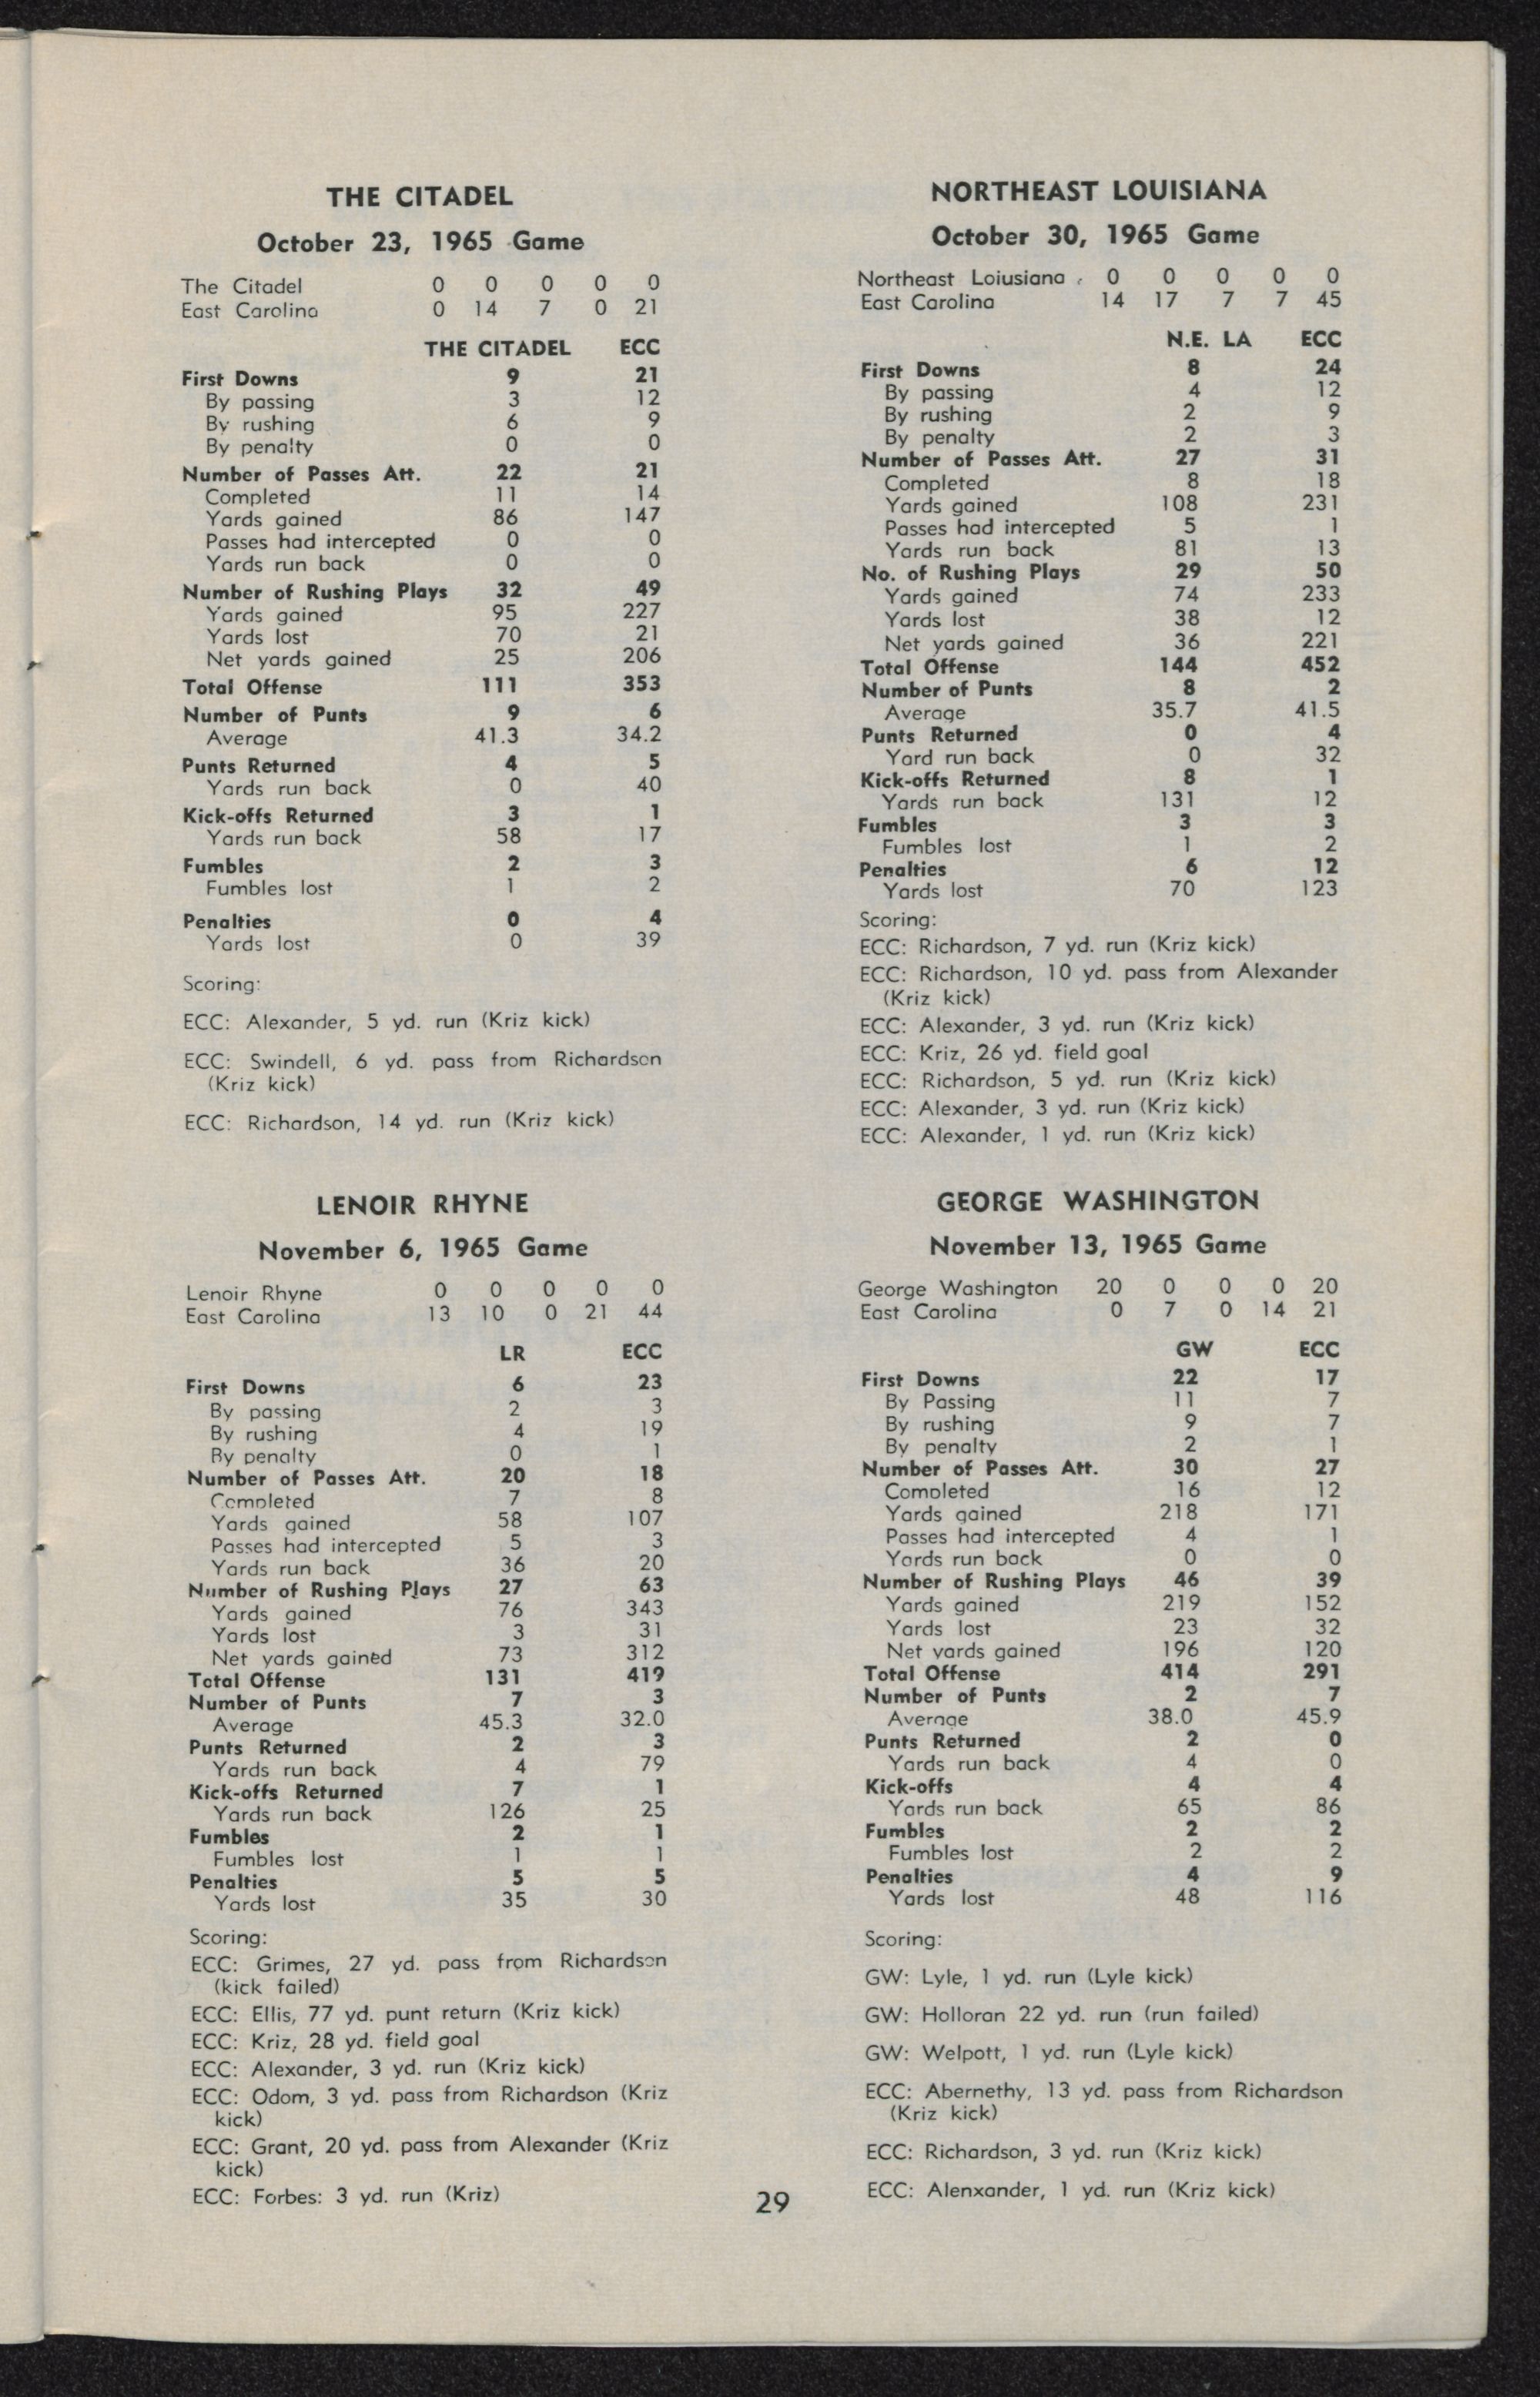 THE CITADEL
October 23, 1965 Game
The Citadel 0 0 0 0 0
East Carolina 0 14 7 0 21
THE CITADEL ECC
First Downs 9 21
By passing 3 12
By rushing 6 9
By penalty 0 0
Number of Passes Att. 22 21
Completed 11 14
Yards gained 86 147
Passes had intercepted 0 0
Yards run back 0 0
Number of Rushing Plays 32 49
Yards gained 95 227
Yards lost 70 21
Net yards gained 25 206
Total Offense 111 353
Number of Punts 9 6
Average 41.3 34.2
Punts Returned 4 5
Yards run back 0 40
Kick-offs Returned 3 1
Yards run back 58 17
Fumbles 2 3
Fumbles lost 1 2
Penalties 0 4
Yards lost 0 39
Scoring:
ECC: Alexander, 5 yd. run (Kriz kick)
ECC: Swindell, 6 yd. pass from Richardson
(Kriz kick)
ECC: Richardson, 14 yd. run (Kriz kick)
NORTHEAST LOUISIANA
October 30, 1965 Game
Northeast Loiusiana . 0 0 0 0 0
East Carolina 14 17 7 7 45
N.E. LA ECC
First Downs 8 24
By passing 4 12
By rushing 2 9
By penalty 2 3
Number of Passes Att. 27 31
Completed 8 18
Yards gained 108 231
Passes had intercepted 5 1
Yards run back 81 13
No. of Rushing Plays 29 50
Yards gained 74 233
Yards lost 38 12
Net yards gained 36 221
Total Offense 144 452
Number of Punts 8 2
Average 35.7 41.5
Punts Returned 0 4
Yard run back 0 32
Kick-offs Returned 8 1
Yards run back 131 12
Fumbles 3 3
Fumbles lost 1 2
Penalties 6 12
Yards lost 70 123
Scoring:
ECC: Richardson, 7 yd. run (Kriz kick)
ECC: Richardson, 10 yd. pass from Alexander
(Kriz kick)
ECC: Alexander, 3 yd. run (Kriz kick)
ECC: Kriz, 26 yd. field goal
ECC: Richardson, 5 yd. run (Kriz kick)
ECC: Alexander, 3 yd. run (Kriz kick)
ECC: Alexander, 1 yd. run (Kriz kick)
LENOIR RHYNE
November 6, 1965 Game
Lenoir Rhyne 0 0 0 0 0
East Carolina 13 10 0 21 44
LR ECC
First Downs 6 23
By passing 2 3
By rushing 4 19
By penalty 0 1
Number of Passes Att. 20 18
Completed 7 8
Yards gained 58 107
Passes had intercepted 5 3
Yards run back 36 20
Number of Rushing Plays 27 63
Yards gained 76 343
Yards lost 3 31
Net yards gained 73 312
Total Offense 131 419
Number of Punts 7 3
Average 45.3 32.0
Punts Returned 2 3
Yards run back 4 79
Kick-offs Returned 7 1
Yards run back 126 25
Fumbles 2 1
Fumbles lost 1 1
Penalties 5 5
Yards lost 35 30
Scoring:
ECC: Grimes, 27 yd. pass from Richardson
(kick failed)
ECC: Ellis, 77 yd. punt return (Kriz kick)
ECC: Kriz, 28 yd. field goal
ECC: Alexander, 3 yd. run (Kriz kick)
ECC: Odom, 3 yd. pass from Richardson (Kriz
kick)
ECC: Grant, 20 yd. pass from Alexander (Kriz
kick)
ECC: Forbes: 3 yd. run (Kriz)
GEORGE WASHINGTON
November 13, 1965 Game
George Washington 20 0 0 0 20
East Carolina 0 7 0 14 21
GW ECC
First Downs 22 17
By Passing 11 7
By rushing 9 7
By penalty 2 1
Number of Passes Att. 30 27
Completed 16 12
Yards gained 218 171
Passes had intercepted 4 1
Yards run back 0 0
Number of Rushing Plays 46 39
Yards gained 219 152
Yards lost 23 32
Net yards gained 196 120
Total Offense 414 291
Number of Punts 2 7
Average 38.0 45.9
Punts Returned 2 0
Yards run back 4 0
Kick-offs 4 4
Yards run back 65 86
Fumbles 2 2
Fumbles lost 2 2
Penalties 4 9
Yards lost 48 116
Scoring:
GW: Lyle, 1 yd. run (Lyle kick)
GW: Holloran 22 yd. run (run failed)
GW: Welpott, 1 yd. run (Lyle kick)
ECC: Abernethy, 13 yd. pass from Richardson
(Kriz kick)
ECC: Richardson, 3 yd. run (Kriz kick)
ECC: Alenxander, 1 yd. run (Kriz kick)
29